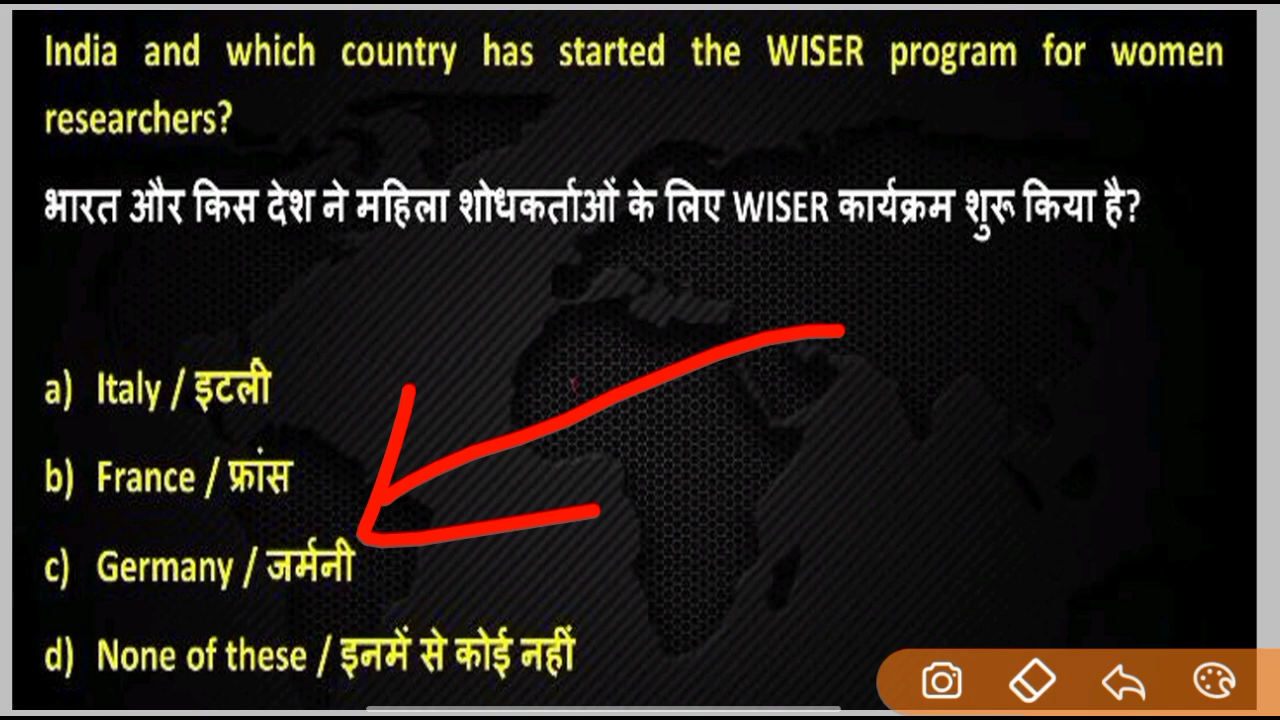 India and which country has started the WISER program for women
researchers?
भारत और किस देश ने महिला शोधकर्ताओं के लिए WISER कार्यक्रम शुरू किया है?
a) Italy / इटली
b) France / फ्रांस
c) Germany / जर्मनी
d) None of these / इनमें से कोई नहीं